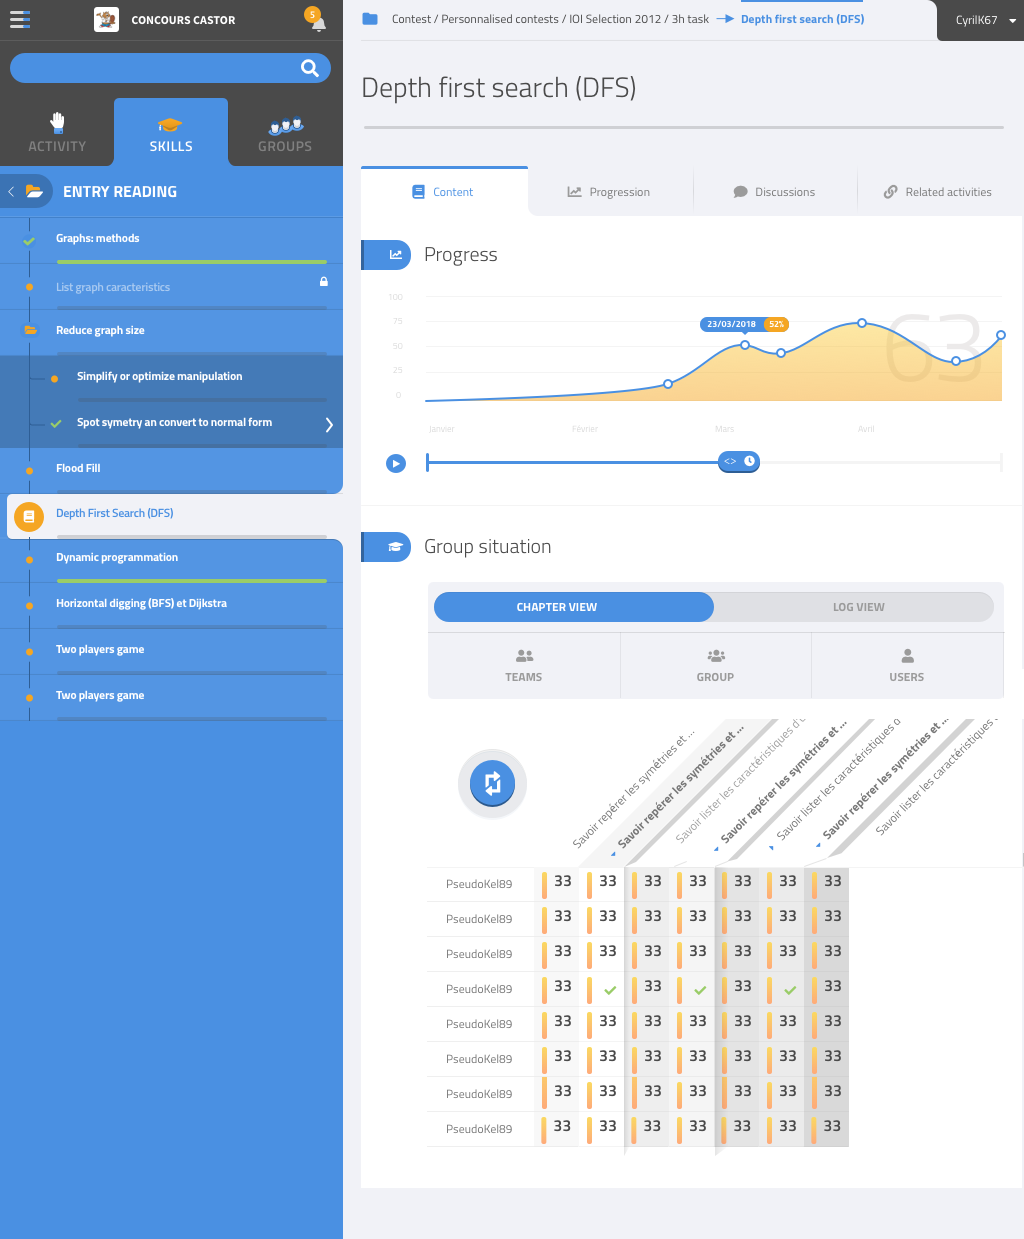 CONCOURS CASTOR
5
Contest / Personnalised contests / IOI Selection 2012 / 3h task
Depth first search (DFS)
CyrilK67
ACTIVITY
SKILLS
GROUPS
ENTRY READING
Graphs: methods
List graph caracteristics
Reduce graph size
Simplify or optimize manipulation
Spot symetry an convert to normal form
Flood Fill
Depth First Search (DFS)
Dynamic programmation
Horizontal digging (BFS) et Dijkstra
Two players game
Two players game
Depth first search (DFS)
Content
Progression
Discussions
Related activities
Progress
100
75
50
25
0
23/03/2018 52%
63
Janvier
Février
Mars
Avril
<>
Group situation
CHAPTER VIEW
LOG VIEW
TEAMS
GROUP
USERS
Savoir repérer les symétries et ...
Savoir repérer les symétries et ...
Savoir lister les caractéristiques
Savoir repérer les symétries et ...
Savoir lister les caractéristiques
Savoir repérer les symétries et ...
Savoir lister les caractéristiques
PseudoKel89 33 33 33 33 33 33 33
PseudoKel89 33 33 33 33 33 33 33
PseudoKel89 33 33 33 33 33 33 33
PseudoKel89 33 33 33 33
PseudoKel89 33 33 33 33 33 33 33
PseudoKel89 33 33 33 33 33 33 33
PseudoKel89 33 33 33 33 33 33 33
PseudoKel89 33 33 33 33 33 33 33